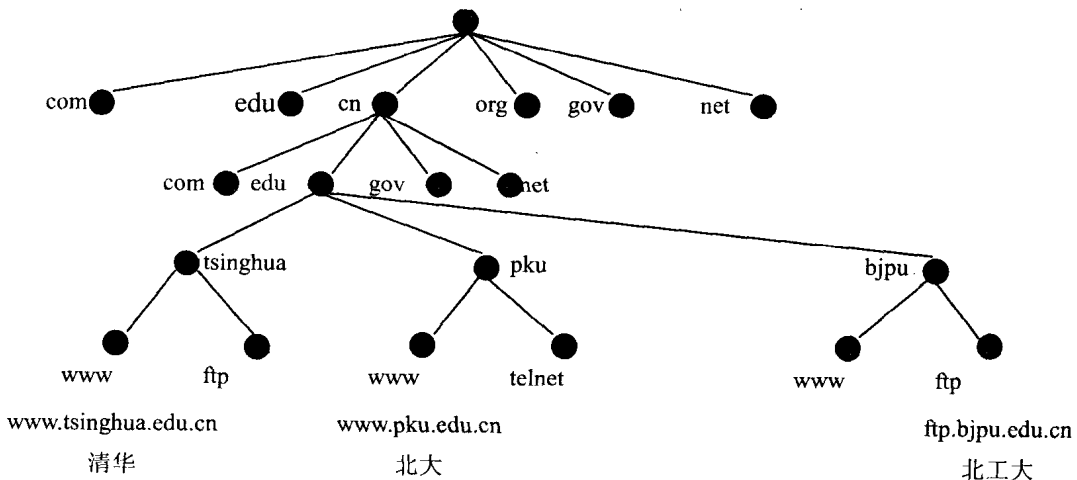 com edu cn org gov net
com edu gov net
tsinghua pku bjpu
www ftp www telnet www ftp
www.tsinghua.edu.cn www.pku.edu.cn ftp.bjpu.edu.cn
清华 北大 北工大